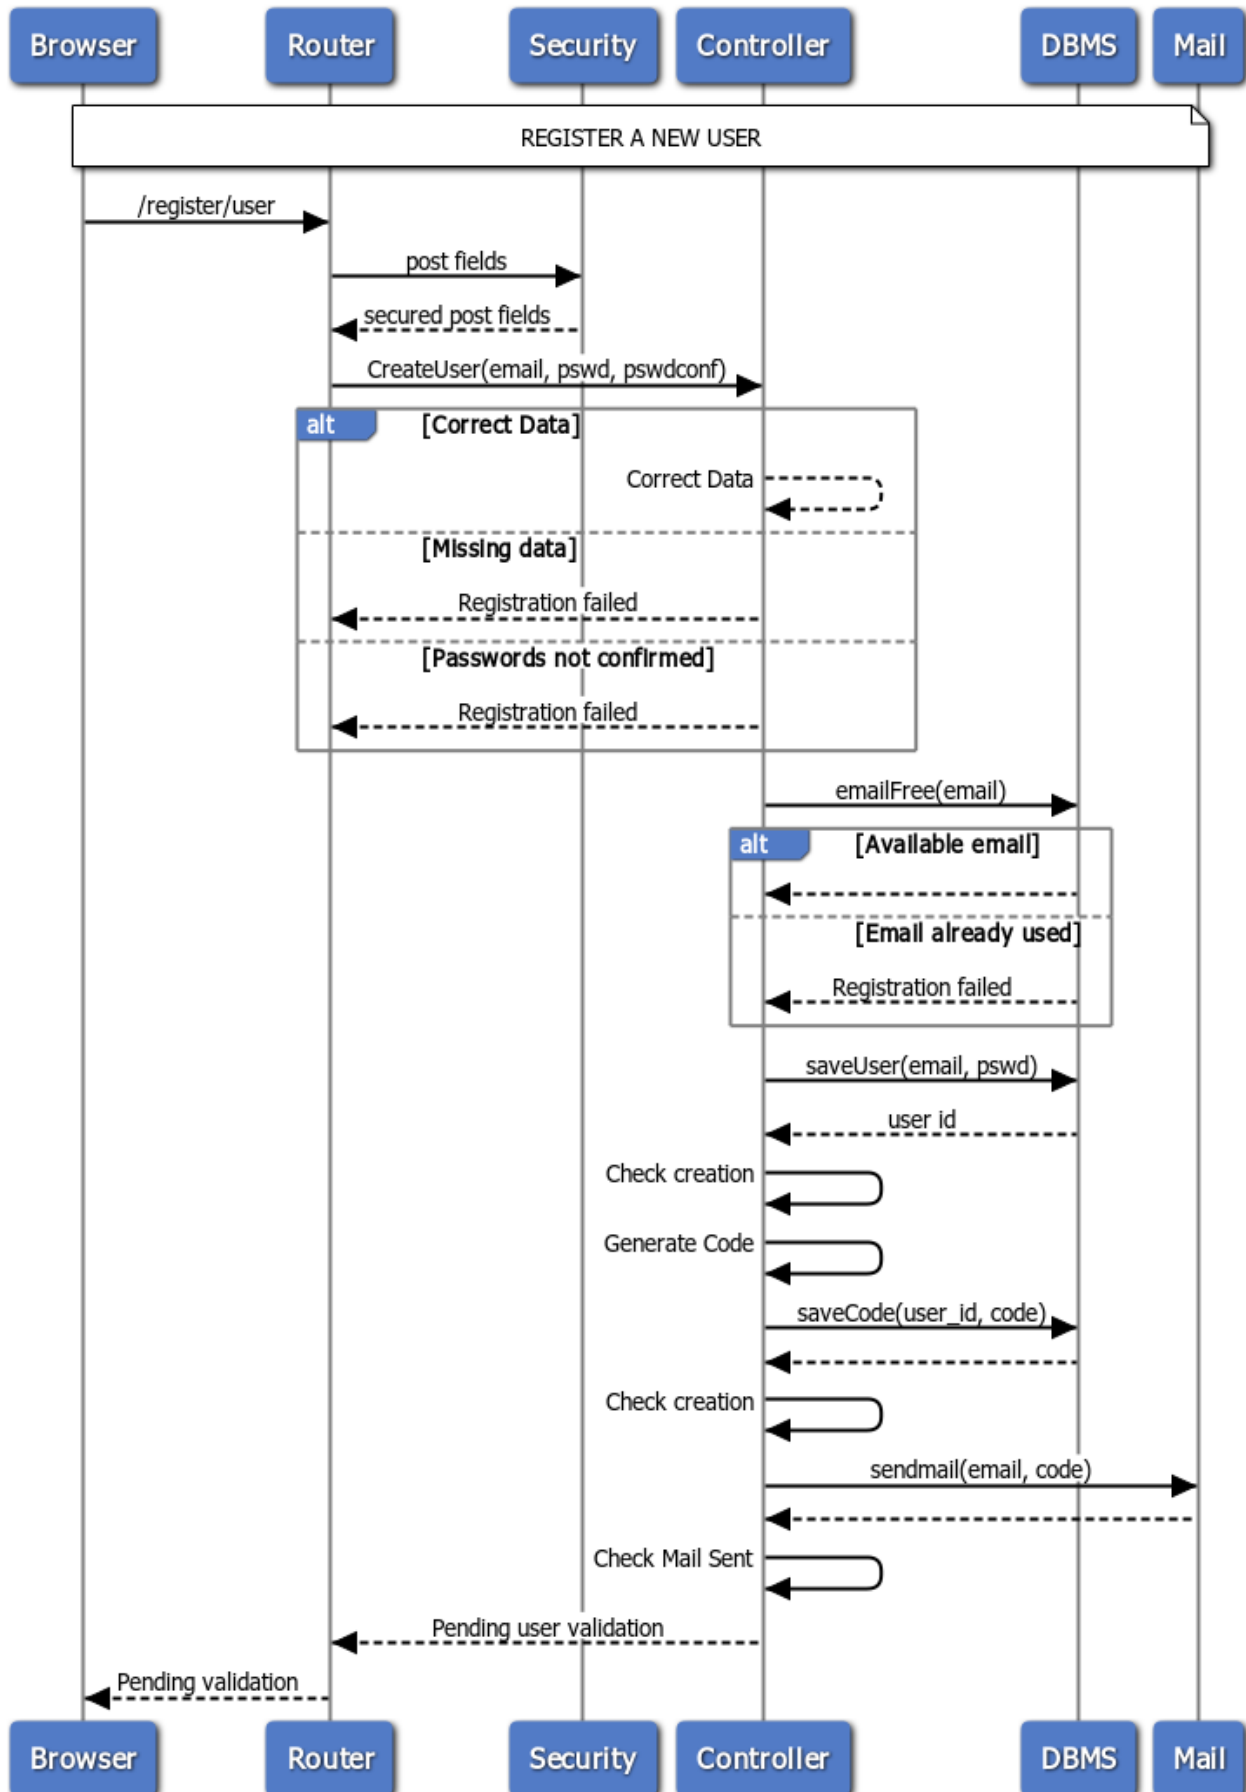 Browser Router Security Controller DBMS Mail
REGISTER A NEW USER
/register/user
post fields
secured post fields
CreateUser(email, pswd, pswdconf)
alt [Correct Data]
Correct Data
[Missing data]
Registration failed
[Passwords not confirmed]
Registration failed
emailFree(email)
alt [Available email]
[Email already used]
Registration failed
saveUser(email, pswd)
user id
Check creation
Generate Code
saveCode(user_id, code)
Check creation
sendmail(email, code)
Check Mail Sent
Pending user validation
Pending validation
Browser Router Security Controller DBMS Mail